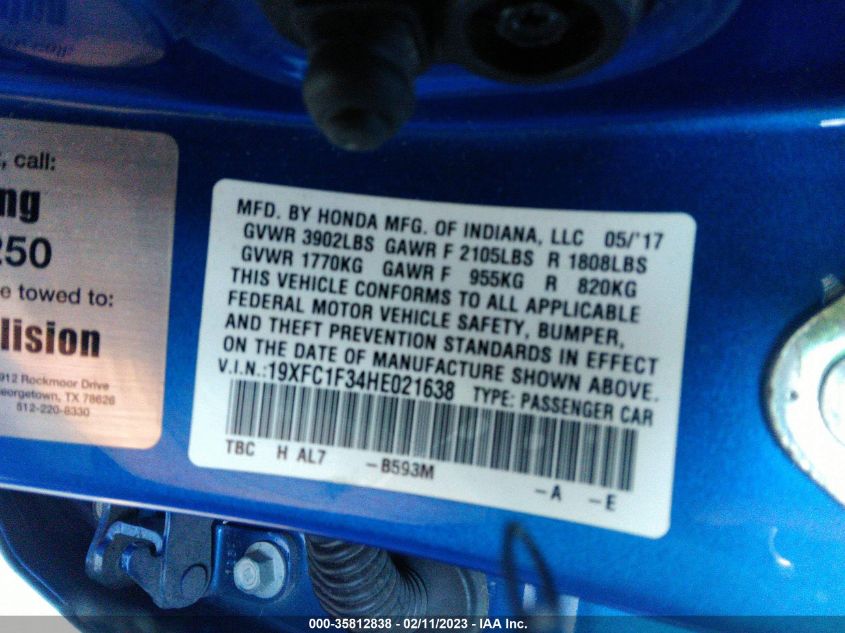 , call:
ng
250
e towed to:
llision
912 Rockmoor Drive
eorgetown, TX 78626
512-220-8330
MFD. BY HONDA MFG. OF INDIANA, LLC 05/'17
GVWR 3902LBS GAWR F 2105LBS R 1808LBS
GVWR 1770KG GAWR F 955KG R 820KG
THIS VEHICLE CONFORMS TO ALL APPLICABLE
FEDERAL MOTOR VEHICLE SAFETY, BUMPER,
AND THEFT PREVENTION STANDARDS IN EFFECT
ON THE DATE OF MANUFACTURE SHOWN ABOVE.
V.I.N.:19XFC1F34HE021638 TYPE: PASSENGER CAR
TBC H AL7 -B593M -A -E
000-35812838 - 02/11/2023 - IAA Inc.